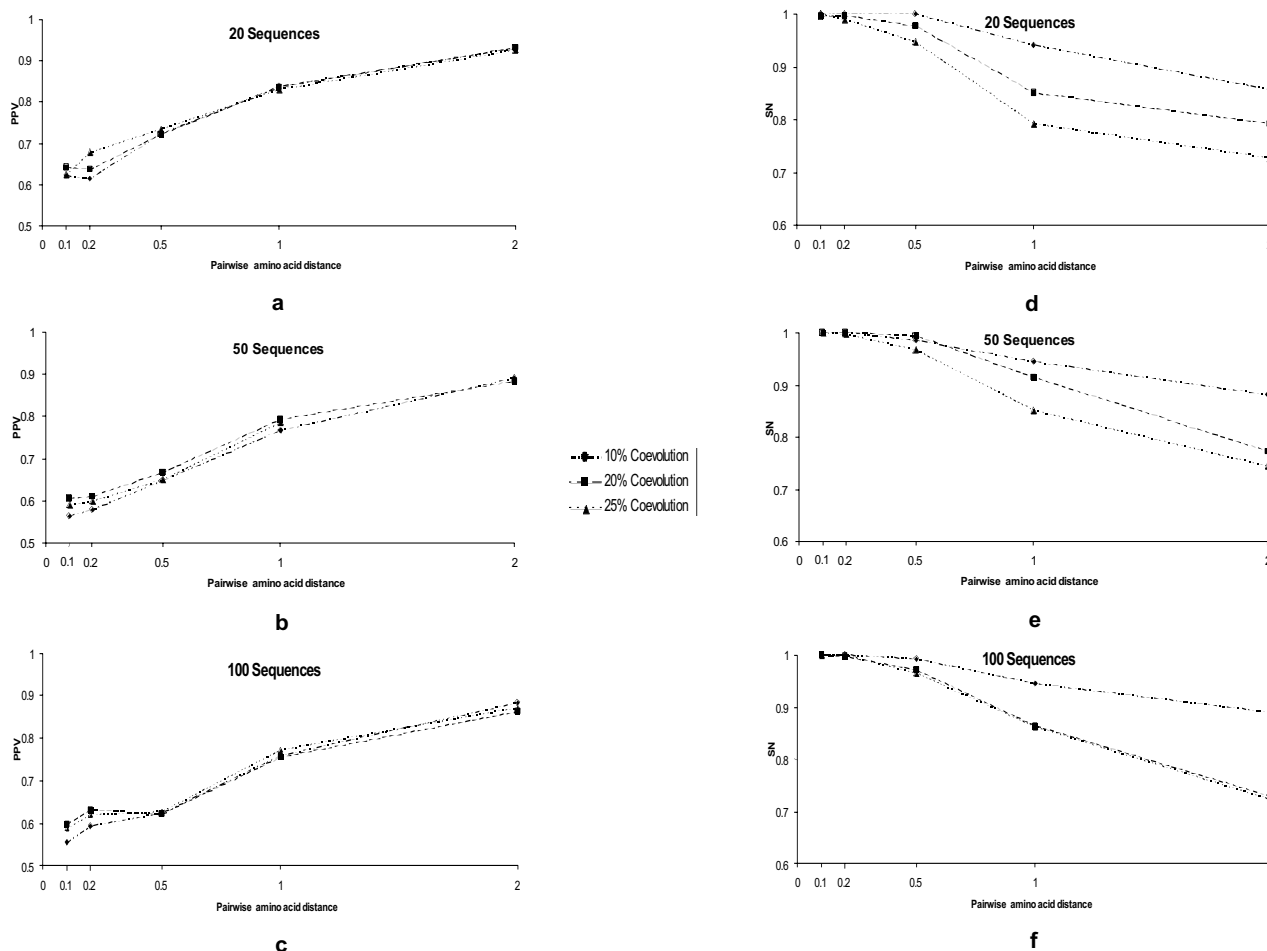 20 Sequences
1
0.9
0.8
0.7
0.6
0.5
PPV
0 0.1 0.2 0.5 1 2
Pairwise amino acid distance
a
50 Sequences
1
0.9
0.8
0.7
0.6
0.5
PPV
0 0.1 0.2 0.5 1 2
Pairwise amino acid distance
b
100 Sequences
1
0.9
0.8
0.7
0.6
0.5
PPV
0 0.1 0.2 0.5 1 2
Pairwise amino acid distance
c
10% Coevolution
20% Coevolution
25% Coevolution
20 Sequences
1
0.9
0.8
0.7
0.6
SN
0 0.1 0.2 0.5 1
Pairwise amino acid distance
d
50 Sequences
1
0.9
0.8
0.7
0.6
SN
0 0.1 0.2 0.5 1 2
Pairwise amino acid distance
e
100 Sequences
1
0.9
0.8
0.7
0.6
SN
0 0.1 0.2 0.5 1
Pairwise amino acid distance
f